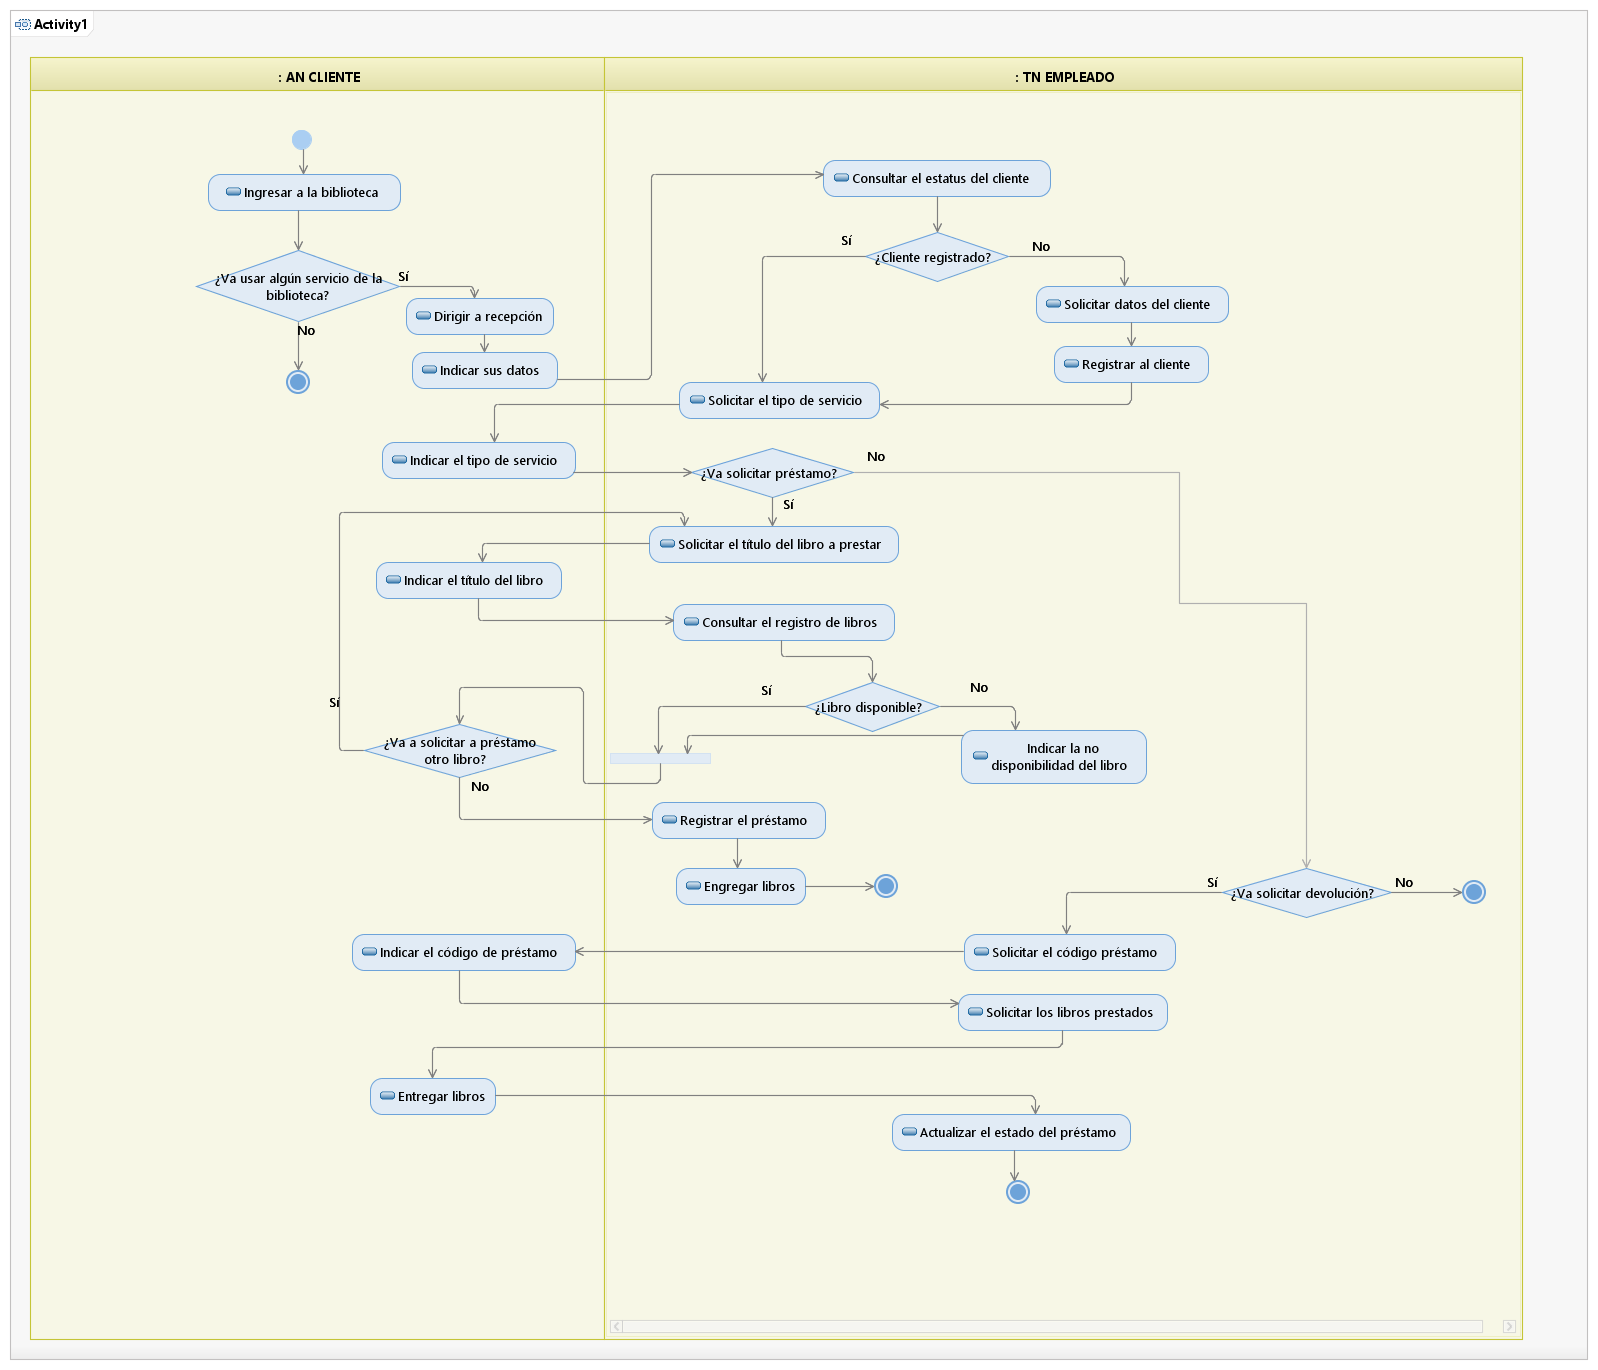 Activity1
: AN CLIENTE
: TN EMPLEADO
Ingresar a la biblioteca
Consultar el estatus del cliente
Sí
¿Cliente registrado?
No
¿Va usar algún servicio de la
biblioteca?
Sí
No
Dirigir a recepción
Solicitar datos del cliente
Indicar sus datos
Registrar al cliente
Solicitar el tipo de servicio
Indicar el tipo de servicio
¿Va solicitar préstamo?
No
Sí
Solicitar el título del libro a prestar
Indicar el título del libro
Consultar el registro de libros
Sí
¿Libro disponible?
No
Sí
¿Va a solicitar a préstamo
otro libro?
No
Indicar la no
disponibilidad del libro
Registrar el préstamo
Engregar libros
Sí
¿Va solicitar devolución?
No
Indicar el código de préstamo
Solicitar el código préstamo
Solicitar los libros prestados
Entregar libros
Actualizar el estado del préstamo